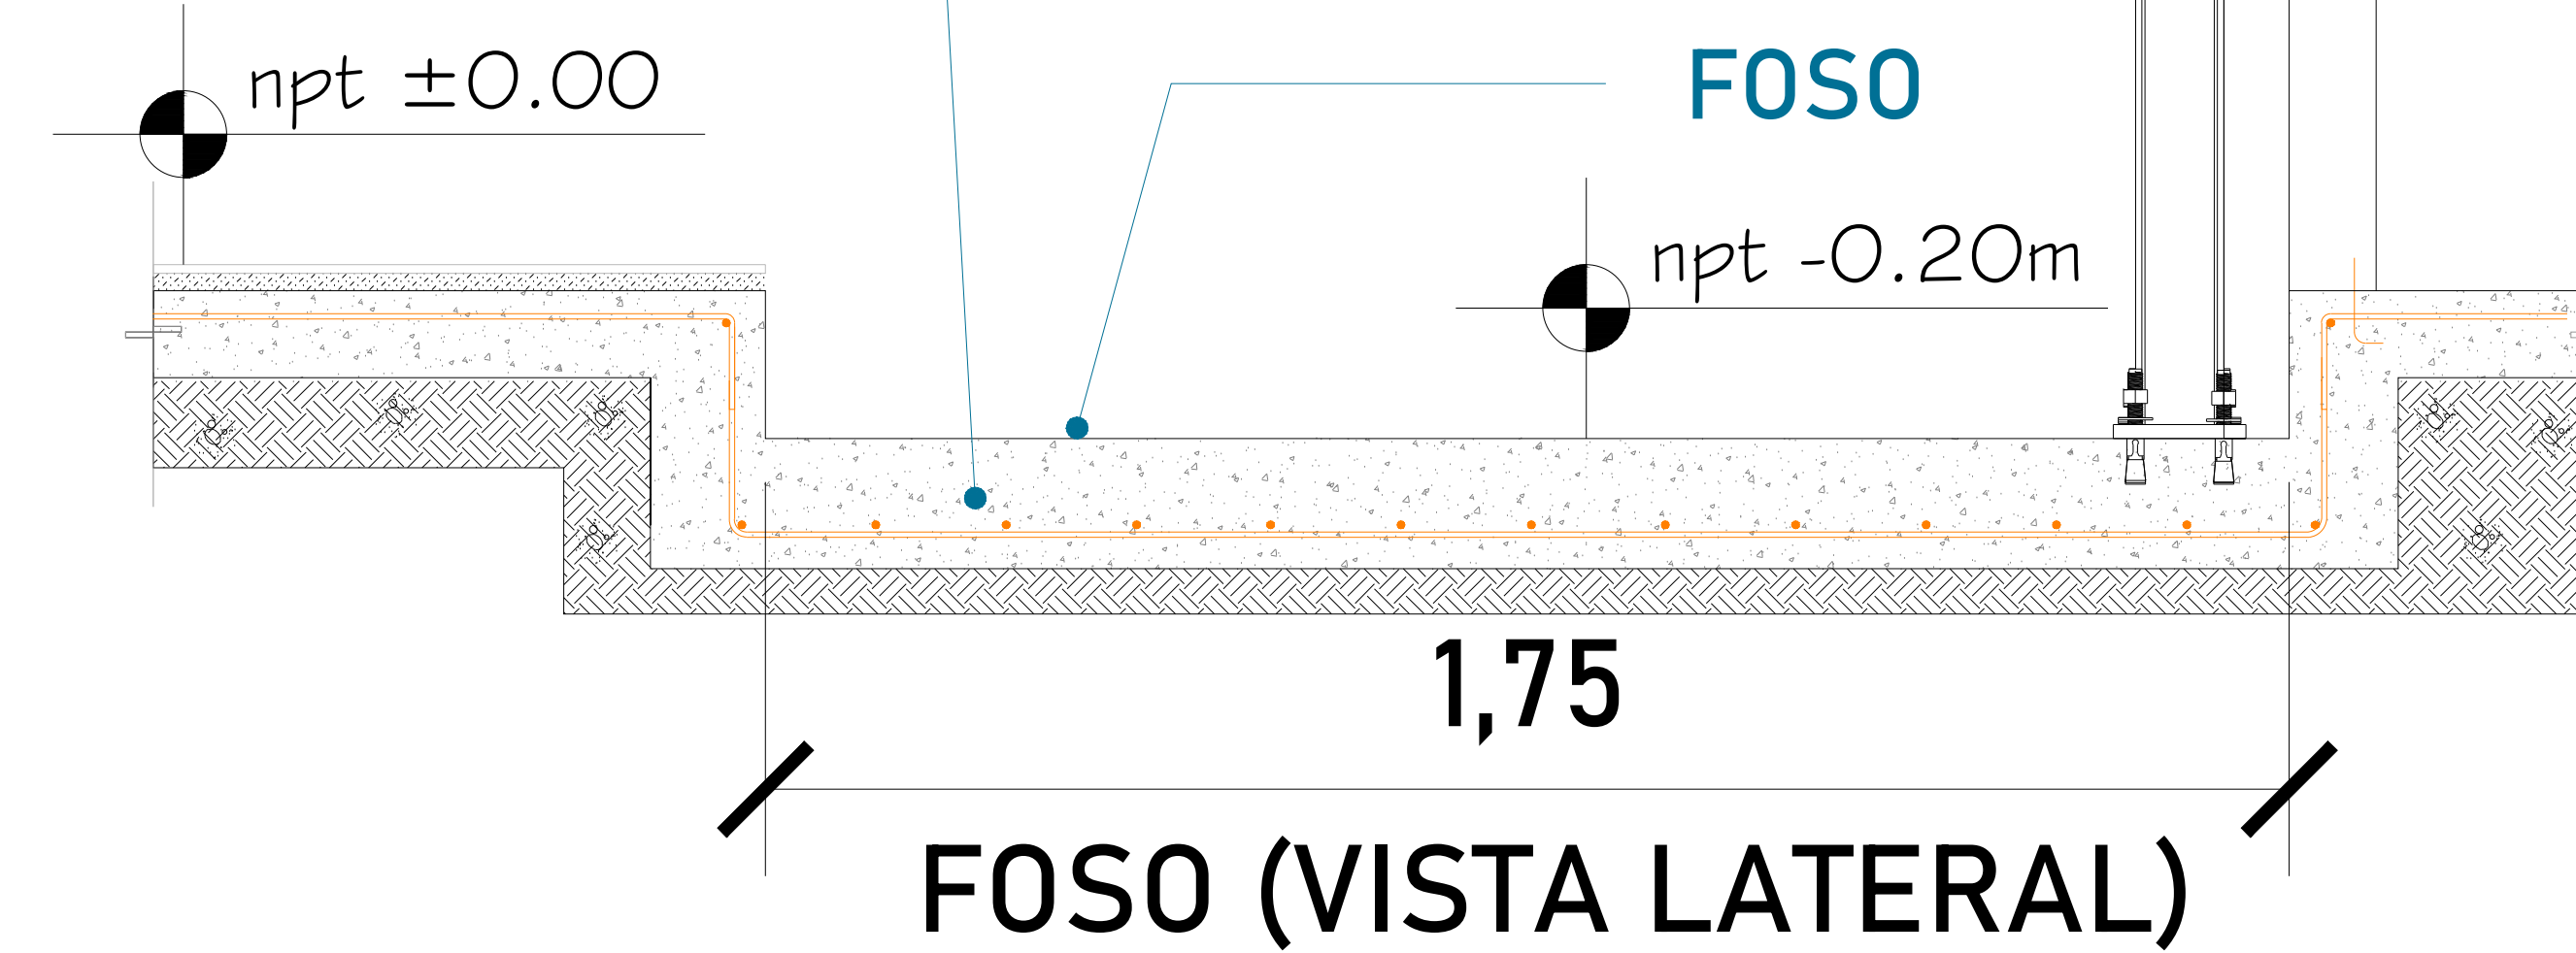 npt ±0.00
FOSO
npt -0.20m
1,75
FOSO (VISTA LATERAL)